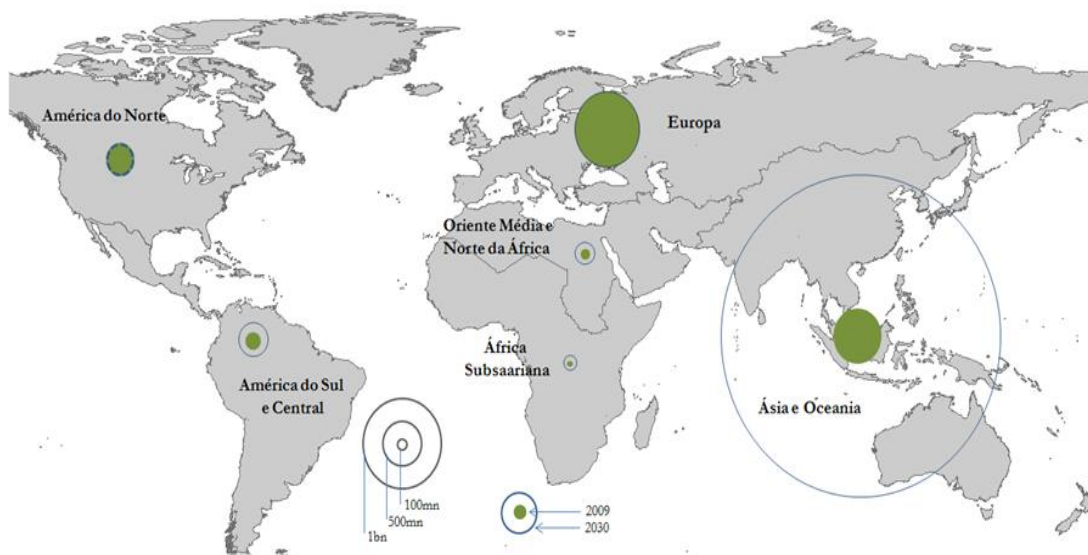 América do Norte
Europa
Oriente Média e
Norte da África
África
Subsaariana
América do Sul
e Central
Ásia e Oceania
100mn
500mn
1bn
2009
2030